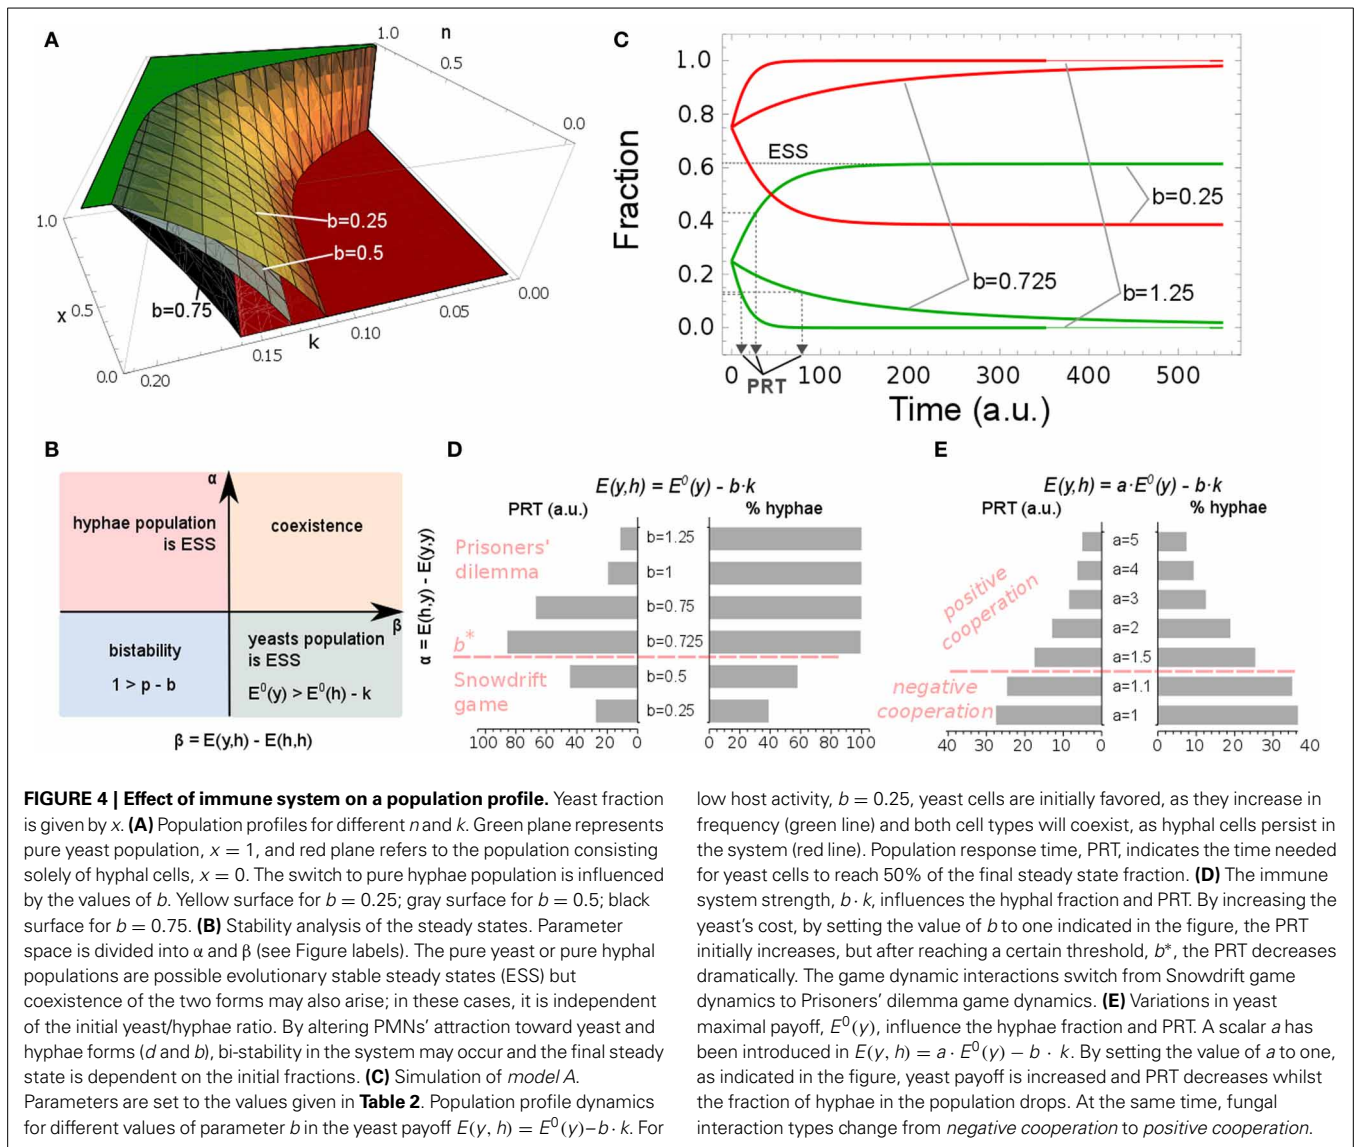 A
n
1.0
0.5
0.0
b=0.25
b=0.5
b=0.75
1.0
x 0.5
0.0
0.20
0.15
k
0.10
0.05
0.00
C
Fraction
1.0
0.8
0.6
0.4
0.2
0.0
ESS
b=0.25
b=0.725
b=1.25
0 100 200 300 400 500
PRT
Time (a.u.)
B
α
hyphae population
is ESS
coexistence
β
bistability
1 > p - b
yeasts population
is ESS
E⁰(y) > E⁰(h) - k
α = E(h,y) - E(y,y)
β = E(y,h) - E(h,h)
D
E(y,h) = E⁰(y) - b·k
PRT (a.u.) % hyphae
Prisoners'
dilemma
b*
Snowdrift
game
b=1.25
b=1
b=0.75
b=0.725
b=0.5
b=0.25
100 80 60 40 20 0 0 20 40 60 80 100
E
E(y,h) = a·E⁰(y) - b·k
PRT (a.u.) % hyphae
positive
cooperation
negative
cooperation
a=5
a=4
a=3
a=2
a=1.5
a=1.1
a=1
40 30 20 10 0 0 10 20 30 40
FIGURE 4 | Effect of immune system on a population profile. Yeast fraction
is given by x. (A) Population profiles for different n and k. Green plane represents
pure yeast population, x = 1, and red plane refers to the population consisting
solely of hyphal cells, x = 0. The switch to pure hyphae population is influenced
by the values of b. Yellow surface for b = 0.25; gray surface for b = 0.5; black
surface for b = 0.75. (B) Stability analysis of the steady states. Parameter
space is divided into α and β (see Figure labels). The pure yeast or pure hyphal
populations are possible evolutionary stable steady states (ESS) but
coexistence of the two forms may also arise; in these cases, it is independent
of the initial yeast/hyphae ratio. By altering PMNs' attraction toward yeast and
hyphae forms (d and b), bi-stability in the system may occur and the final steady
state is dependent on the initial fractions. (C) Simulation of model A.
Parameters are set to the values given in Table 2. Population profile dynamics
for different values of parameter b in the yeast payoff E(y, h) = E⁰(y)–b · k. For
low host activity, b = 0.25, yeast cells are initially favored, as they increase in
frequency (green line) and both cell types will coexist, as hyphal cells persist in
the system (red line). Population response time, PRT, indicates the time needed
for yeast cells to reach 50% of the final steady state fraction. (D) The immune
system strength, b · k, influences the hyphal fraction and PRT. By increasing the
yeast's cost, by setting the value of b to one indicated in the figure, the PRT
initially increases, but after reaching a certain threshold, b*, the PRT decreases
dramatically. The game dynamic interactions switch from Snowdrift game
dynamics to Prisoners' dilemma game dynamics. (E) Variations in yeast
maximal payoff, E⁰(y), influence the hyphae fraction and PRT. A scalar a has
been introduced in E(y, h) = a · E⁰(y) – b · k. By setting the value of a to one,
as indicated in the figure, yeast payoff is increased and PRT decreases whilst
the fraction of hyphae in the population drops. At the same time, fungal
interaction types change from negative cooperation to positive cooperation.